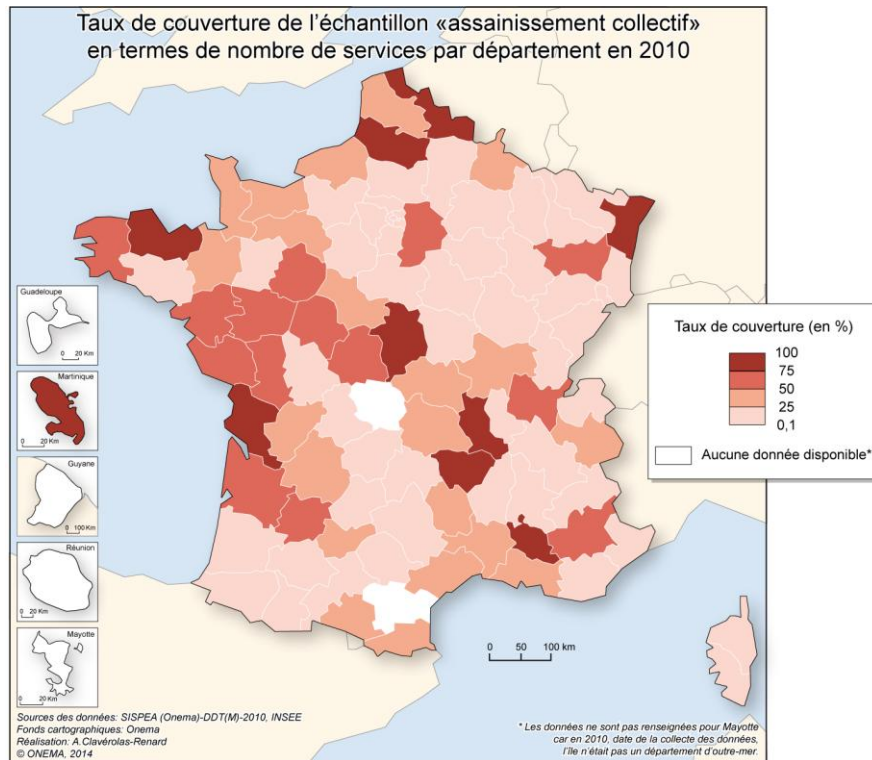 Taux de couverture de l'échantillon «assainissement collectif»
en termes de nombre de services par département en 2010
Guadeloupe
0 20 Km
Martinique
0 20 Km
Guyane
0 100 Km
Réunion
0 20 Km
Mayotte
0 20 Km
Taux de couverture (en %)
100
75
50
25
0,1
Aucune donnée disponible*
0 50 100 km
Sources des données: SISPEA (Onema)-DDT(M)-2010, INSEE
Fonds cartographiques: Onema
Réalisation: A.Clavérolas-Renard
© ONEMA, 2014
* Les données ne sont pas renseignées pour Mayotte
car en 2010, date de la collecte des données,
l'île n'était pas un département d'outre-mer.